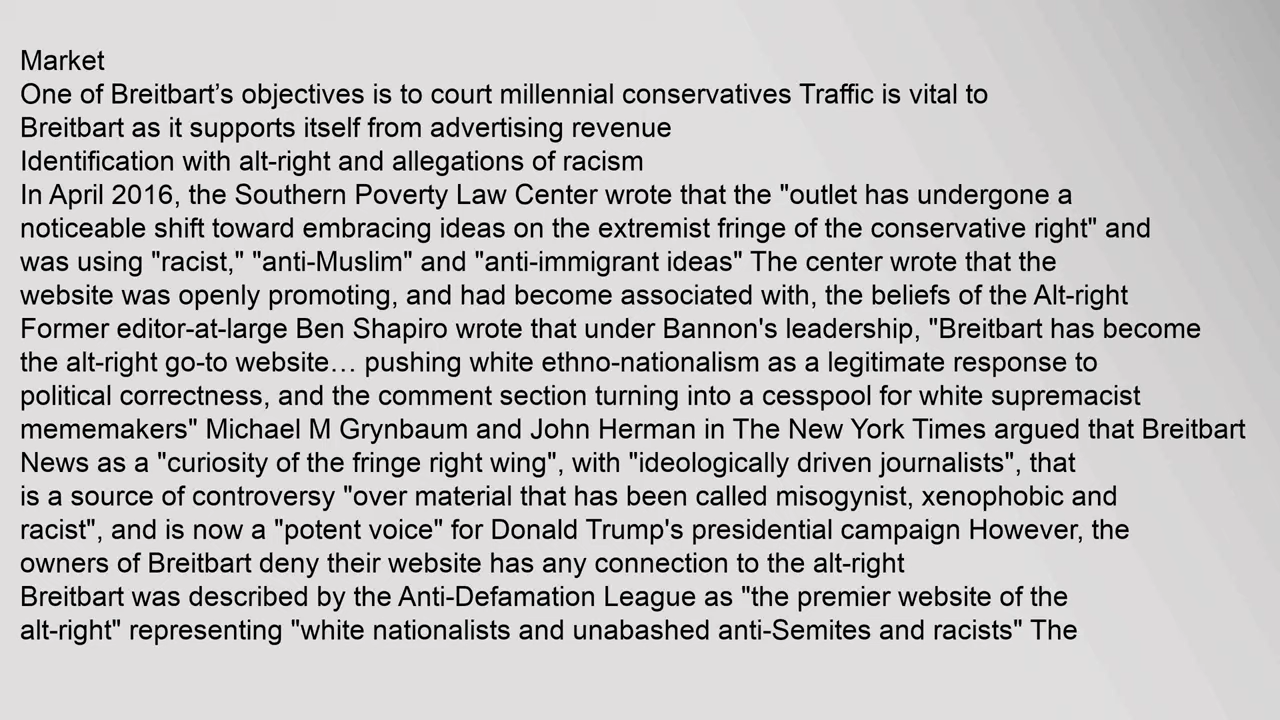 Market
One of Breitbart’s objectives is to court millennial conservatives Traffic is vital to
Breitbart as it supports itself from advertising revenue
Identification with alt-right and allegations of racism
In April 2016, the Southern Poverty Law Center wrote that the "outlet has undergone a
noticeable shift toward embracing ideas on the extremist fringe of the conservative right" and
was using "racist," "anti-Muslim" and "anti-immigrant ideas" The center wrote that the
website was openly promoting, and had become associated with, the beliefs of the Alt-right
Former editor-at-large Ben Shapiro wrote that under Bannon's leadership, "Breitbart has become
the alt-right go-to website… pushing white ethno-nationalism as a legitimate response to
political correctness, and the comment section turning into a cesspool for white supremacist
mememakers" Michael M Grynbaum and John Herman in The New York Times argued that Breitbart
News as a "curiosity of the fringe right wing", with "ideologically driven journalists", that
is a source of controversy "over material that has been called misogynist, xenophobic and
racist", and is now a "potent voice" for Donald Trump's presidential campaign However, the
owners of Breitbart deny their website has any connection to the alt-right
Breitbart was described by the Anti-Defamation League as "the premier website of the
alt-right" representing "white nationalists and unabashed anti-Semites and racists" The